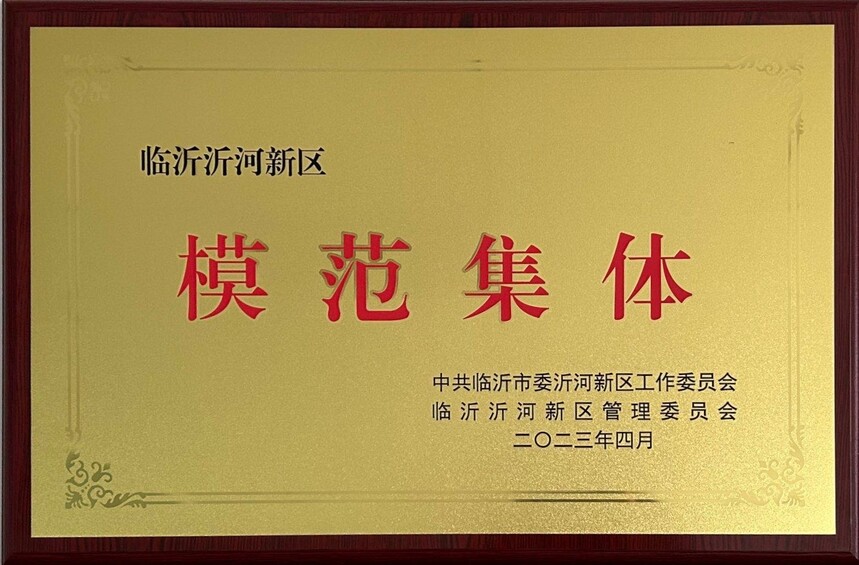 临沂沂河新区
模范集体
中共临沂市委沂河新区工作委员会
临沂沂河新区管理委员会
二〇二三年四月